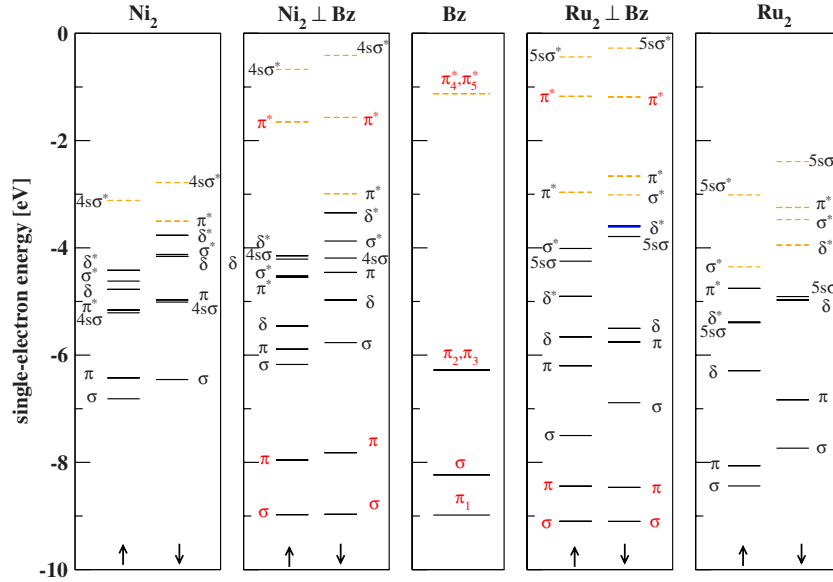 Ni₂
Ni₂ ⊥ Bz
Bz
Ru₂ ⊥ Bz
Ru₂
single-electron energy [eV]
0
-2
-4
-6
-8
-10
4sσ*
4sσ*
π*
δ*
δ*
σ*
σ*
δ
δ
π*
4sσ
π
4sσ
π
σ
σ
4sσ*
4sσ*
π*
π*
π*
δ*
δ*
σ*
4sσ
4sσ
δ
σ*
π
π*
δ
δ
π
σ
σ
π
π
σ
σ
π₄*,π₅*
π₂,π₃
σ
π₁
5sσ*
5sσ*
π*
π*
π*
π*
σ*
δ*
σ*
5sσ
5sσ
δ*
δ
δ
π
π
σ
σ
π
π
σ
σ
5sσ*
5sσ*
π*
σ*
δ*
σ*
π*
5sσ
δ
δ*
5sσ
δ
π
σ
π
σ